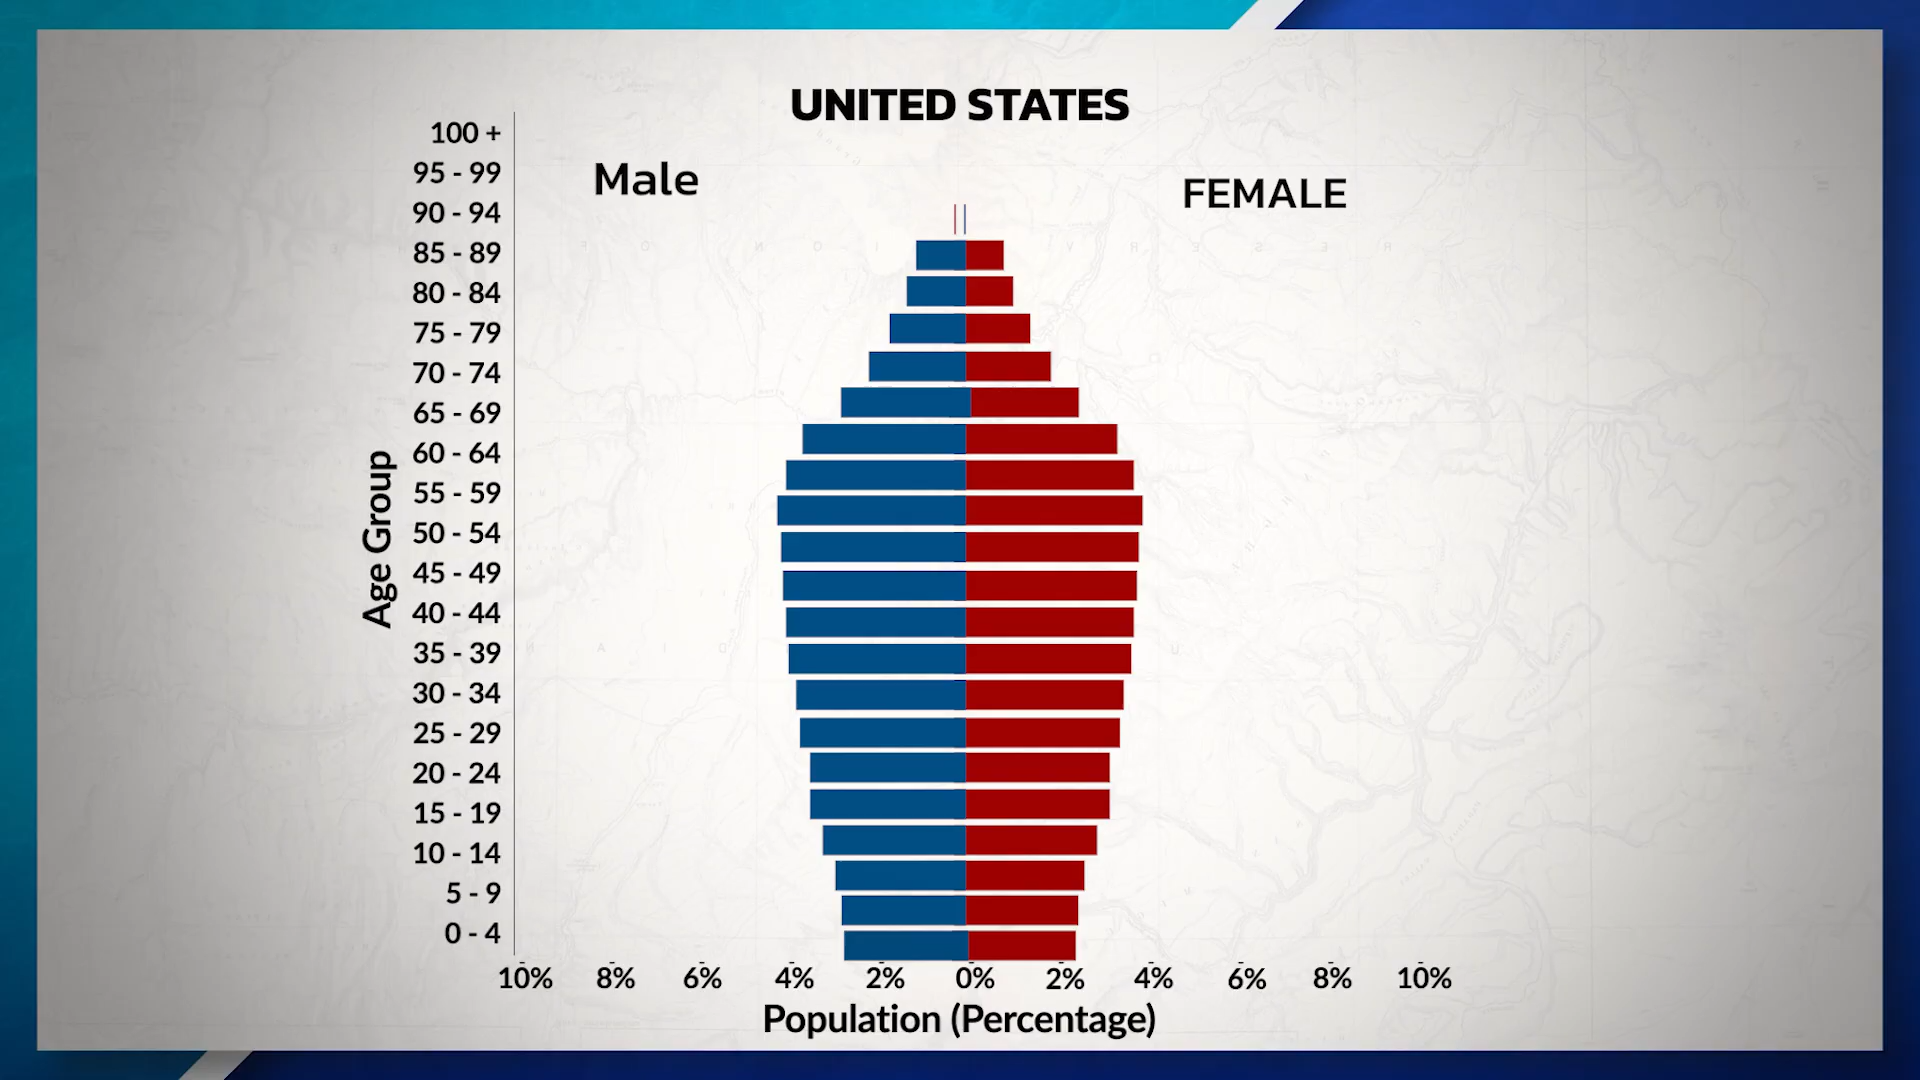 UNITED STATES
Male
FEMALE
Age Group
100 +
95 - 99
90 - 94
85 - 89
80 - 84
75 - 79
70 - 74
65 - 69
60 - 64
55 - 59
50 - 54
45 - 49
40 - 44
35 - 39
30 - 34
25 - 29
20 - 24
15 - 19
10 - 14
5 - 9
0 - 4
10% 8% 6% 4% 2% 0% 2% 4% 6% 8% 10%
Population (Percentage)